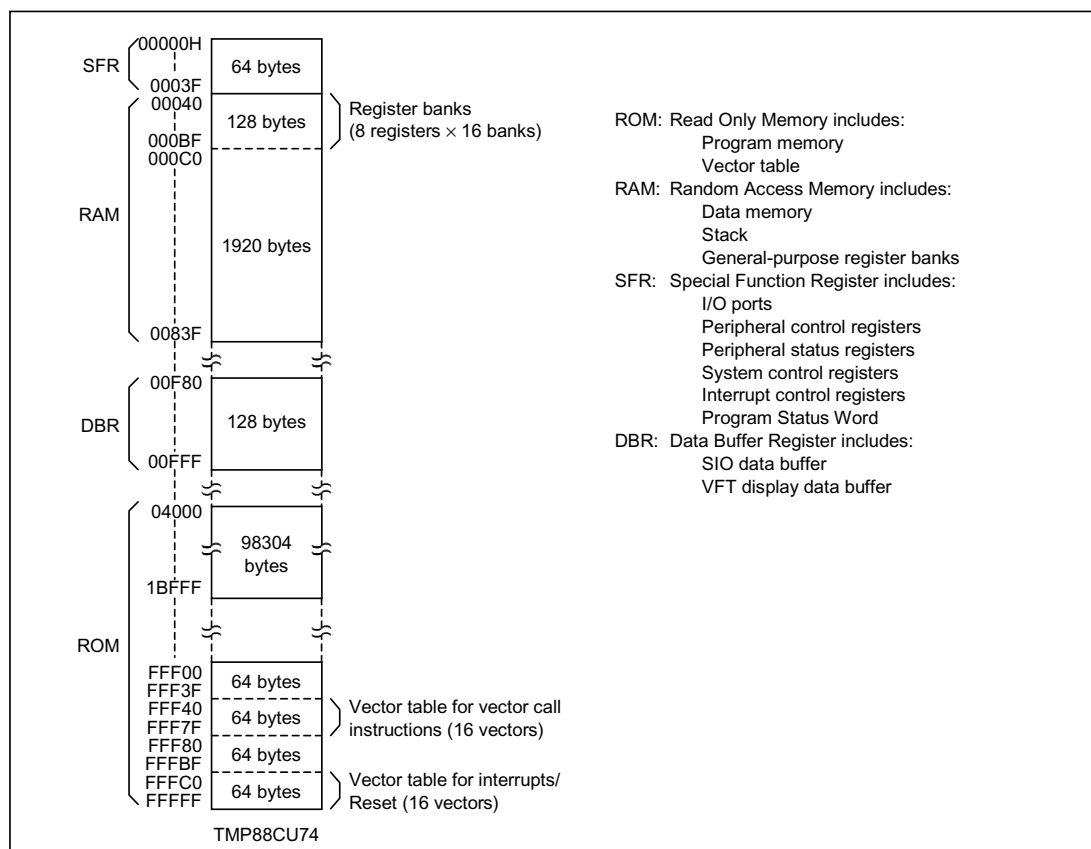 00000H
SFR
64 bytes
0003F
00040
128 bytes
Register banks
(8 registers × 16 banks)
000BF
000C0
RAM
1920 bytes
0083F
00F80
DBR
128 bytes
00FFF
04000
98304
bytes
1BFFF
ROM
FFF00
64 bytes
FFF3F
FFF40
64 bytes
Vector table for vector call
instructions (16 vectors)
FFF7F
FFF80
64 bytes
FFFBF
FFFC0
64 bytes
Vector table for interrupts/
Reset (16 vectors)
FFFFF
TMP88CU74
ROM: Read Only Memory includes:
Program memory
Vector table
RAM: Random Access Memory includes:
Data memory
Stack
General-purpose register banks
SFR: Special Function Register includes:
I/O ports
Peripheral control registers
Peripheral status registers
System control registers
Interrupt control registers
Program Status Word
DBR: Data Buffer Register includes:
SIO data buffer
VFT display data buffer